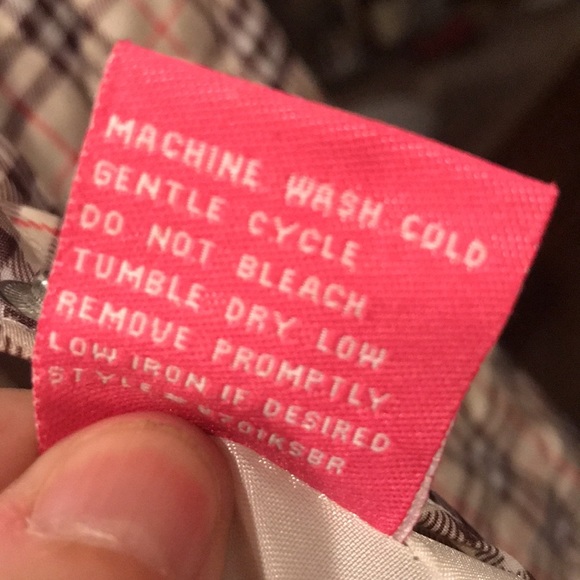 MACHINE WASH COLD
GENTLE CYCLE
DO NOT BLEACH
TUMBLE DRY LOW
REMOVE PROMPTLY
LOW IRON IF DESIRED
STYLE